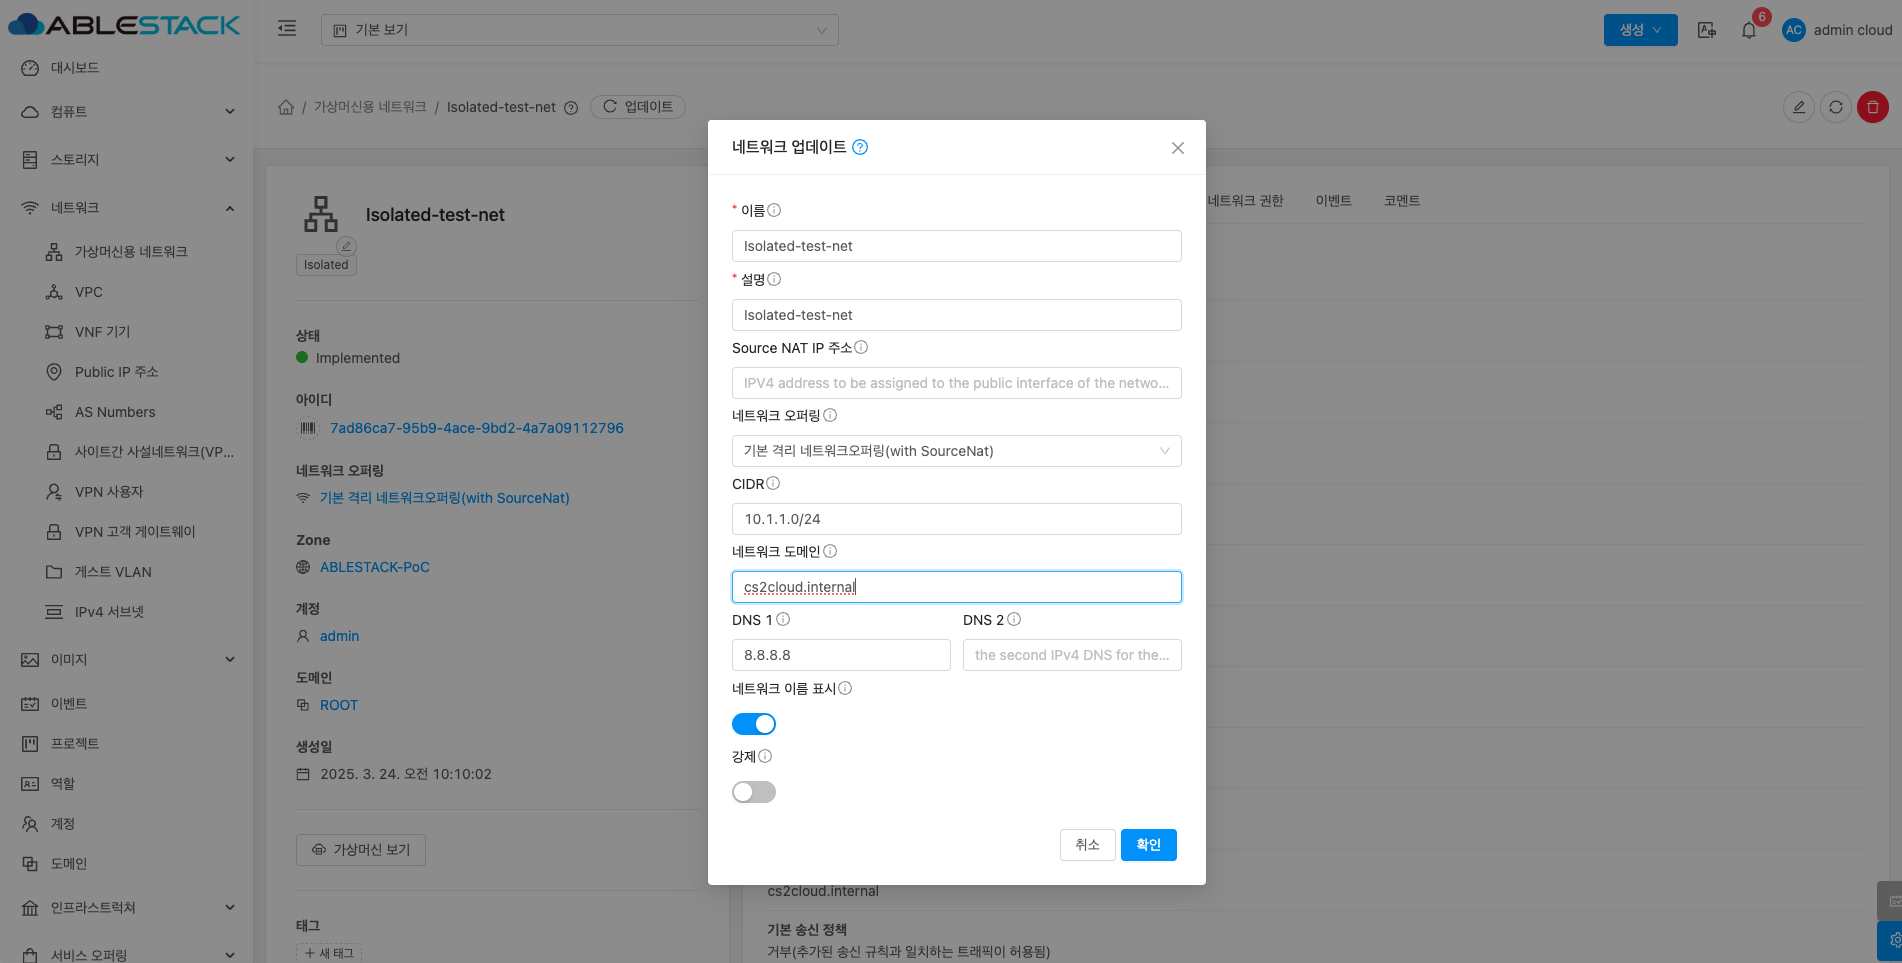 ABLESTACK
기본 보기
생성
6
AC
admin cloud
대시보드
컴퓨트
스토리지
네트워크
가상머신용 네트워크
VPC
VNF 기기
Public IP 주소
AS Numbers
사이트간 사설네트워크(VP...
VPN 사용자
VPN 고객 게이트웨이
게스트 VLAN
IPv4 서브넷
이미지
이벤트
프로젝트
역할
계정
도메인
인프라스트럭쳐
서비스 오퍼링
/ 가상머신용 네트워크 / Isolated-test-net
업데이트
Isolated-test-net
Isolated
상태
Implemented
아이디
7ad86ca7-95b9-4ace-9bd2-4a7a09112796
네트워크 오퍼링
기본 격리 네트워크오퍼링(with SourceNat)
Zone
ABLESTACK-PoC
계정
admin
도메인
ROOT
생성일
2025. 3. 24. 오전 10:10:02
가상머신 보기
태그
+ 새 태그
네트워크 권한
이벤트
코멘트
네트워크 업데이트
* 이름
Isolated-test-net
* 설명
Isolated-test-net
Source NAT IP 주소
IPV4 address to be assigned to the public interface of the netwo...
네트워크 오퍼링
기본 격리 네트워크오퍼링(with SourceNat)
CIDR
10.1.1.0/24
네트워크 도메인
cs2cloud.internal
DNS 1
DNS 2
8.8.8.8
the second IPv4 DNS for the...
네트워크 이름 표시
강제
취소
확인
cs2cloud.internal
기본 송신 정책
거부(추가된 송신 규칙과 일치하는 트래픽이 허용됨)